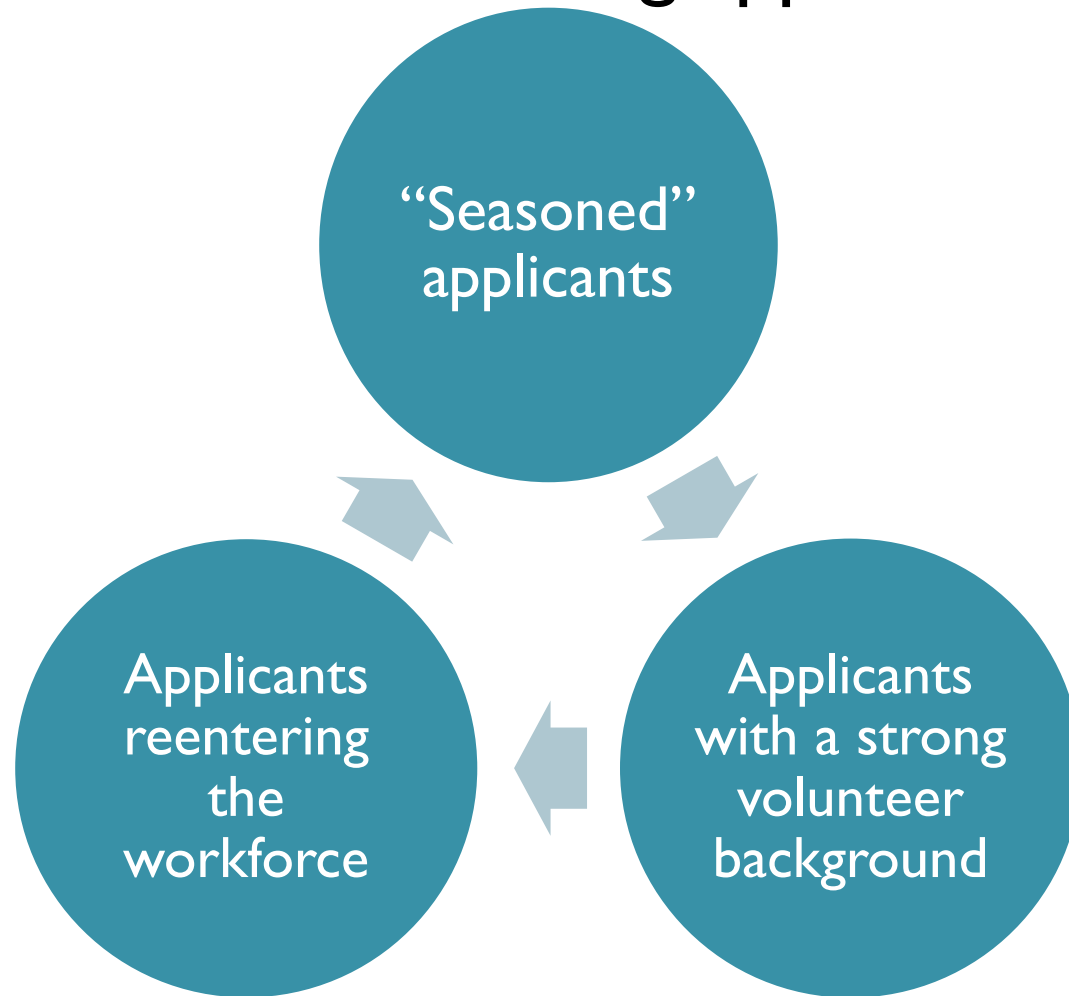 “Seasoned”
applicants
Applicants
with a strong
volunteer
background
Applicants
reentering
the
workforce